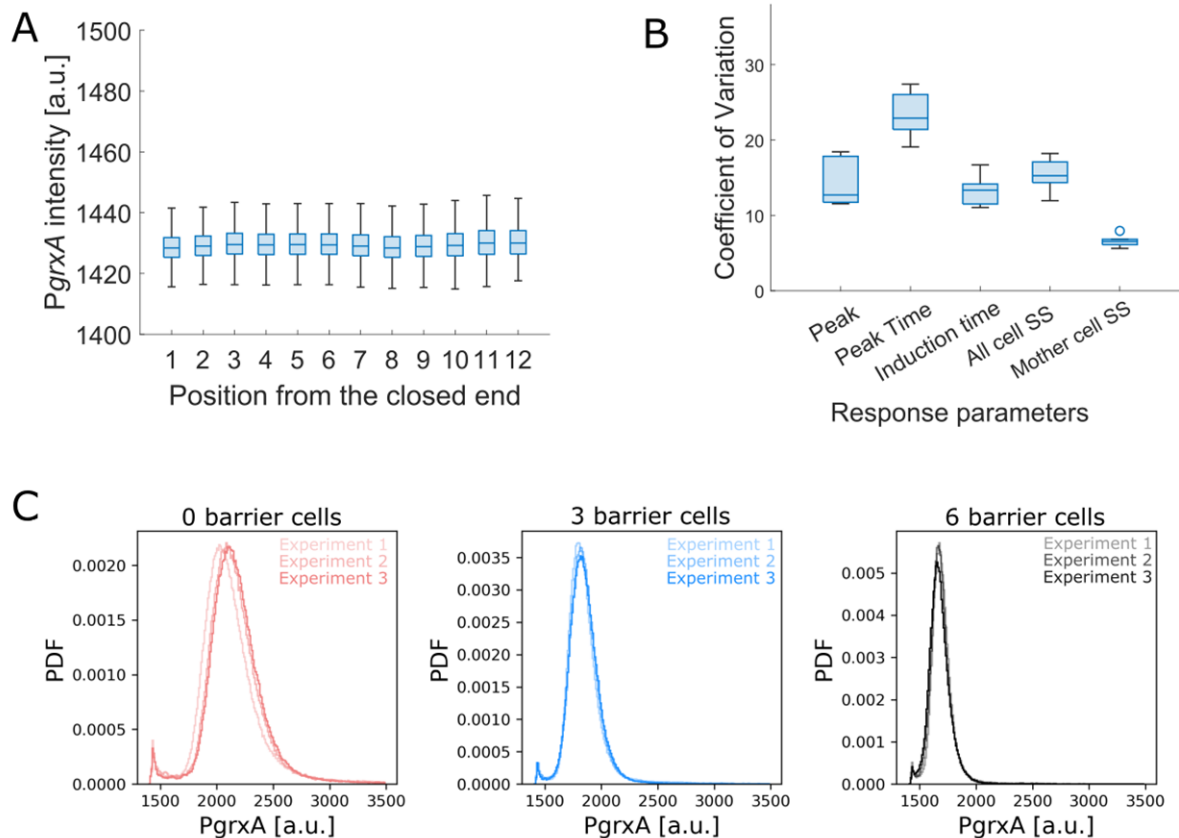 A
PgrxA intensity [a.u.]
1500
1480
1460
1440
1420
1400
1 2 3 4 5 6 7 8 9 10 11 12
Position from the closed end
B
Coefficient of Variation
30
20
10
0
Peak
Peak Time
Induction time
All cell SS
Mother cell SS
Response parameters
C
0 barrier cells
Experiment 1
Experiment 2
Experiment 3
PDF
0.0020
0.0015
0.0010
0.0005
0.0000
1500 2000 2500 3000 3500
PgrxA [a.u.]
3 barrier cells
Experiment 1
Experiment 2
Experiment 3
PDF
0.0035
0.0030
0.0025
0.0020
0.0015
0.0010
0.0005
0.0000
1500 2000 2500 3000 3500
PgrxA [a.u.]
6 barrier cells
Experiment 1
Experiment 2
Experiment 3
PDF
0.005
0.004
0.003
0.002
0.001
0.000
1500 2000 2500 3000 3500
PgrxA [a.u.]